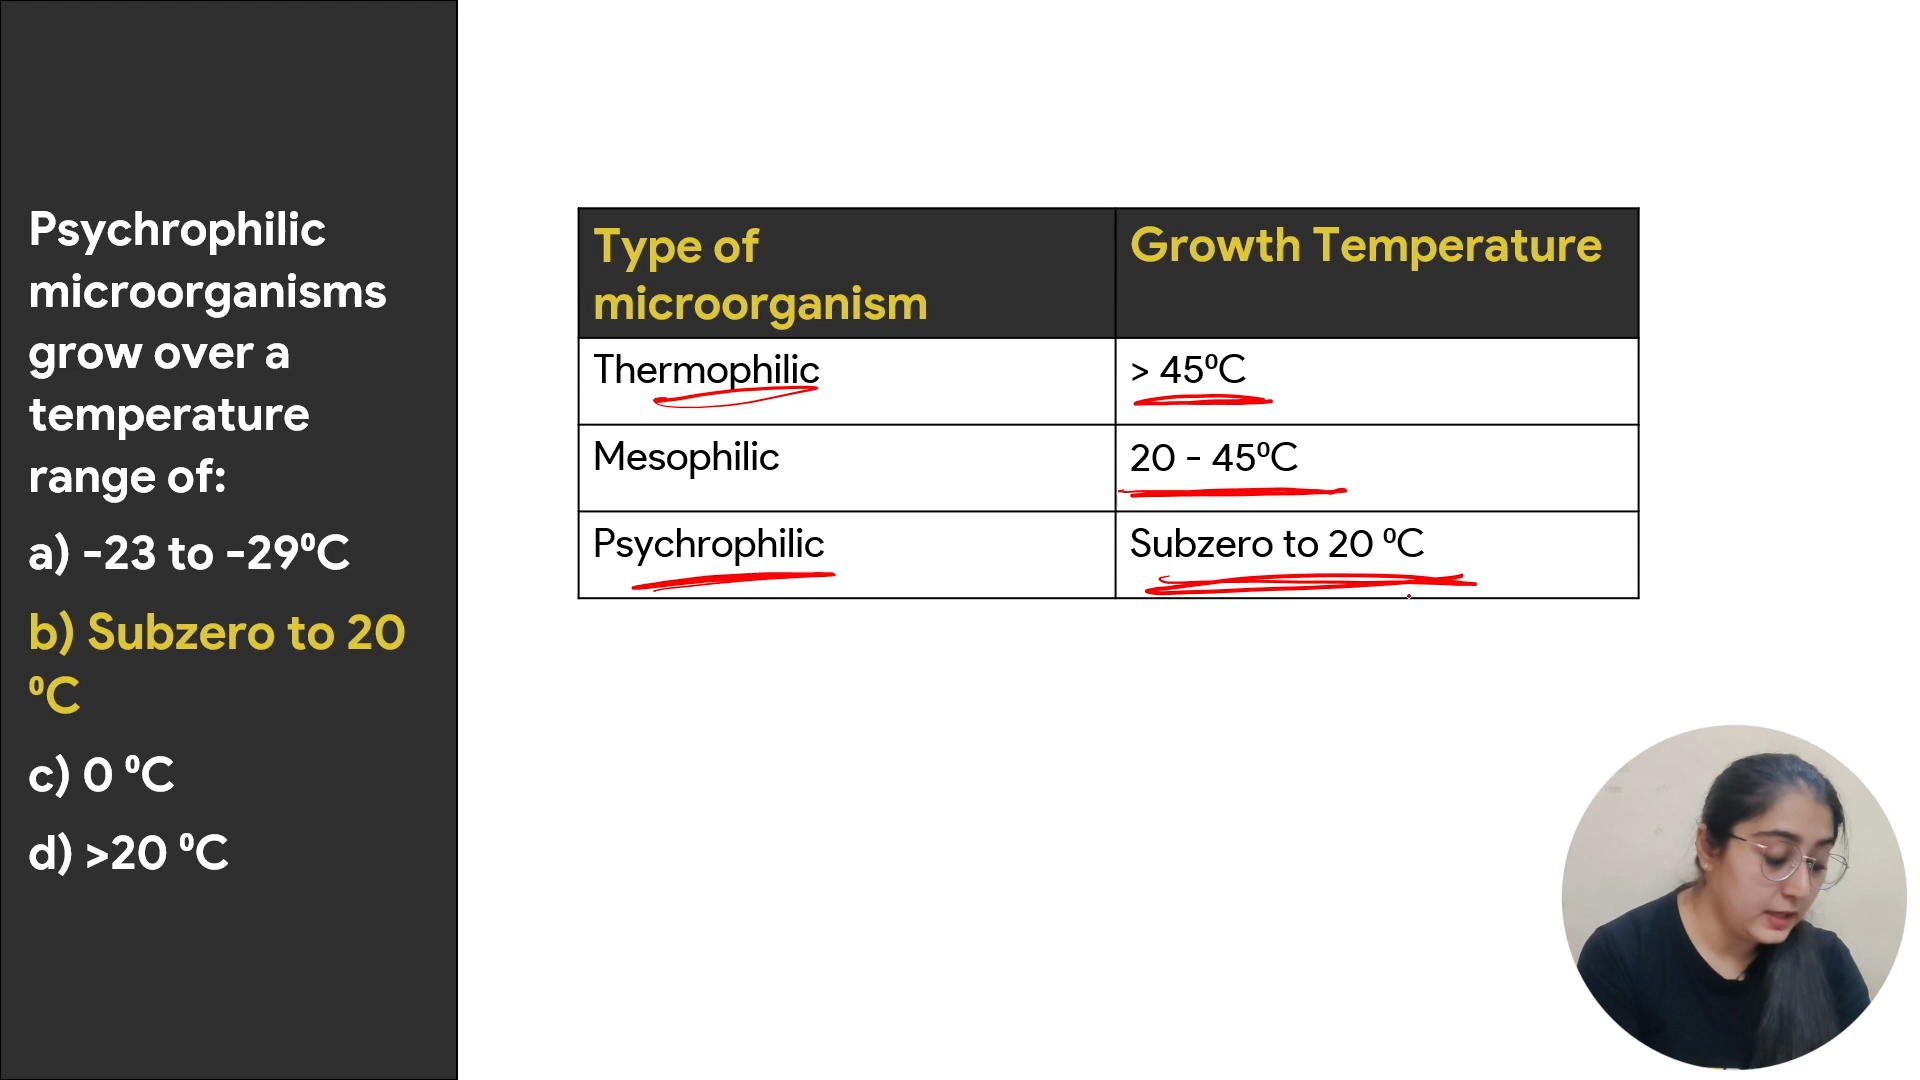 Psychrophilic
microorganisms
grow over a
temperature
range of:
a) -23 to -29⁰C
b) Subzero to 20
⁰C
c) 0 ⁰C
d) >20 ⁰C
Type of
microorganism
Growth Temperature
Thermophilic
> 45⁰C
Mesophilic
20 - 45⁰C
Psychrophilic
Subzero to 20 ⁰C